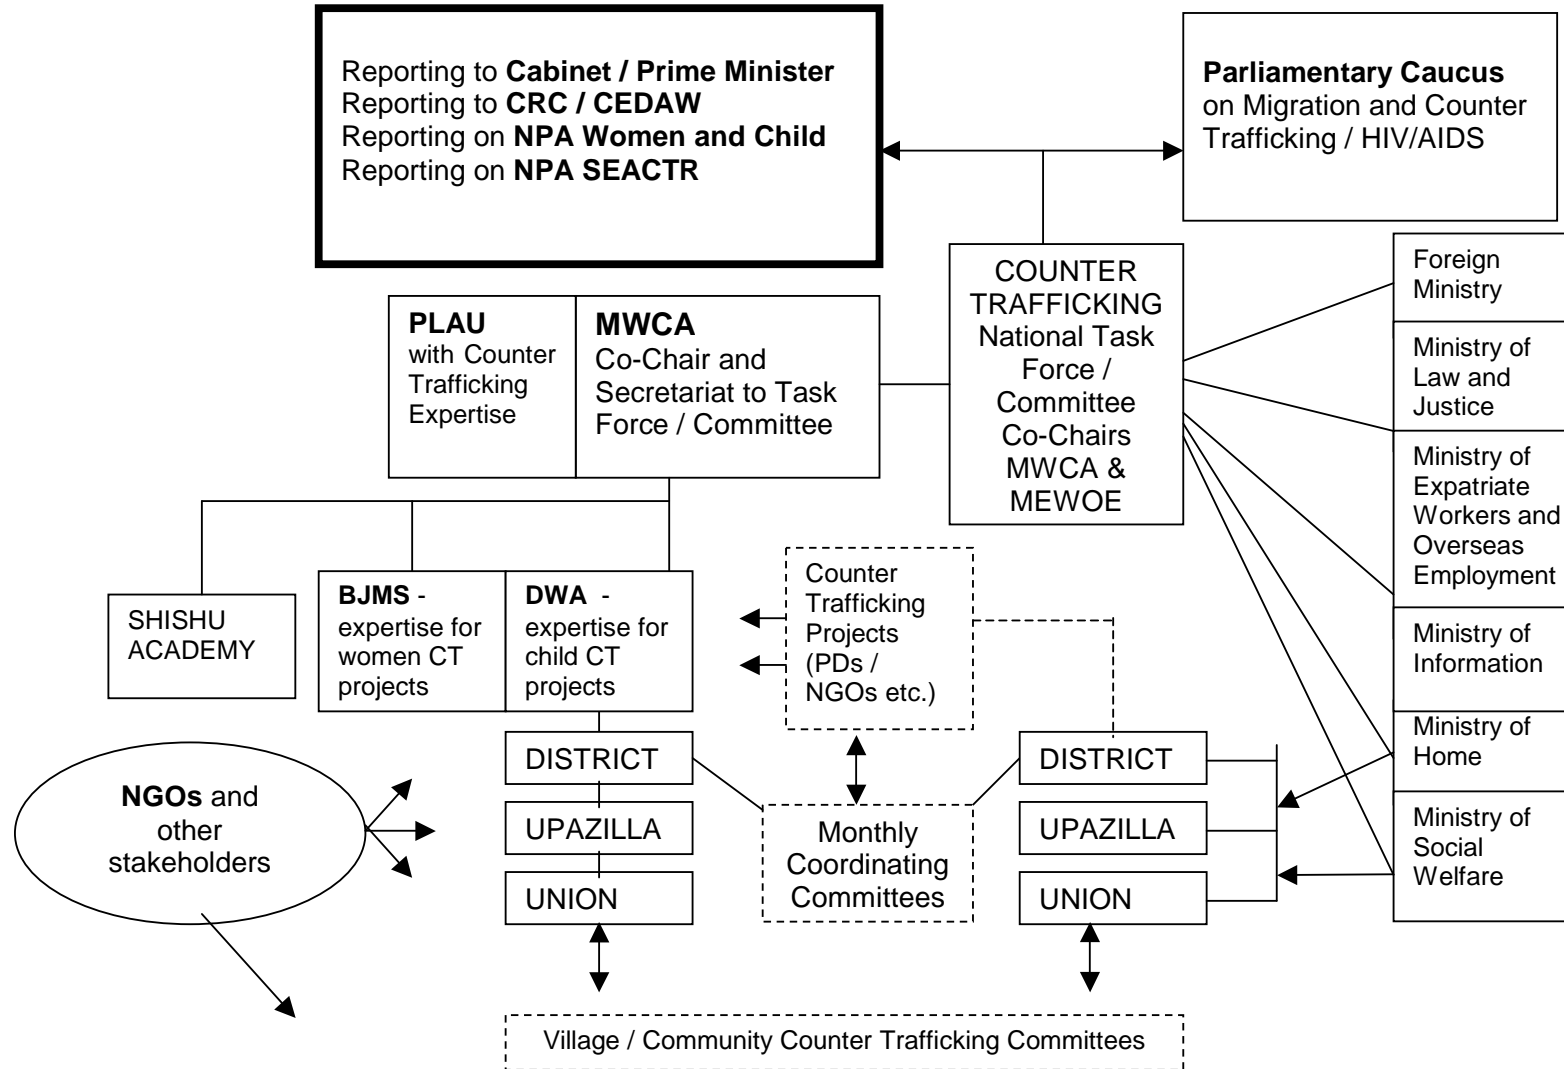 Reporting to Cabinet / Prime Minister
Reporting to CRC / CEDAW
Reporting on NPA Women and Child
Reporting on NPA SEACTR
Parliamentary Caucus
on Migration and Counter
Trafficking / HIV/AIDS
PLAU
with Counter
Trafficking
Expertise
MWCA
Co-Chair and
Secretariat to Task
Force / Committee
COUNTER
TRAFFICKING
National Task
Force /
Committee
Co-Chairs
MWCA &
MEWOE
Foreign
Ministry
Ministry of
Law and
Justice
Ministry of
Expatriate
Workers and
Overseas
Employment
Ministry of
Information
Ministry of
Home
Ministry of
Social
Welfare
SHISHU
ACADEMY
BJMS -
expertise for
women CT
projects
DWA -
expertise for
child CT
projects
Counter
Trafficking
Projects
(PDs /
NGOs etc.)
NGOs and
other
stakeholders
DISTRICT
UPAZILLA
UNION
Monthly
Coordinating
Committees
DISTRICT
UPAZILLA
UNION
Village / Community Counter Trafficking Committees